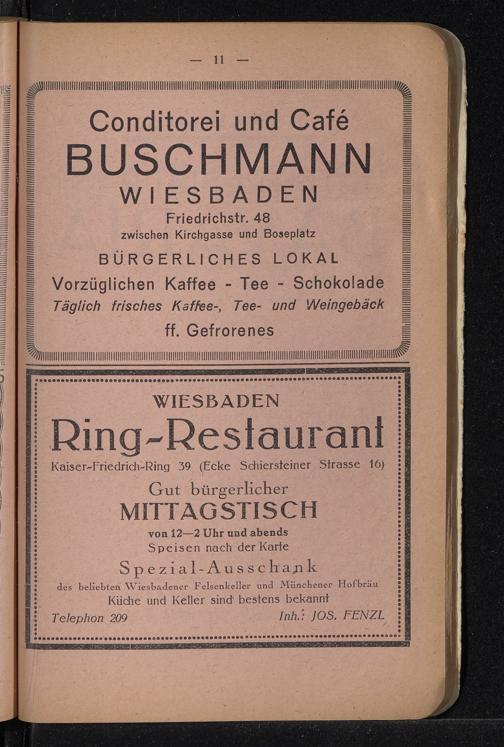 — 11 —
Conditorei und Café
BUSCHMANN
WIESBADEN
Friedrichstr. 48
zwischen Kirchgasse und Boseplatz
BÜRGERLICHES LOKAL
Vorzüglichen Kaffee - Tee - Schokolade
Täglich frisches Kaffee-, Tee- und Weingebäck
ff. Gefrorenes
WIESBADEN
Ring-Restaurant
Kaiser-Friedrich-Ring 39 (Ecke Schiersteiner Strasse 16)
Gut bürgerlicher
MITTAGSTISCH
von 12—2 Uhr und abends
Speisen nach der Karte
Spezial-Ausschank
des beliebten Wiesbadener Felsenkeller und Münchener Hofbräu
Küche und Keller sind bestens bekannt
Telephon 209 Inh.: JOS. FENZL